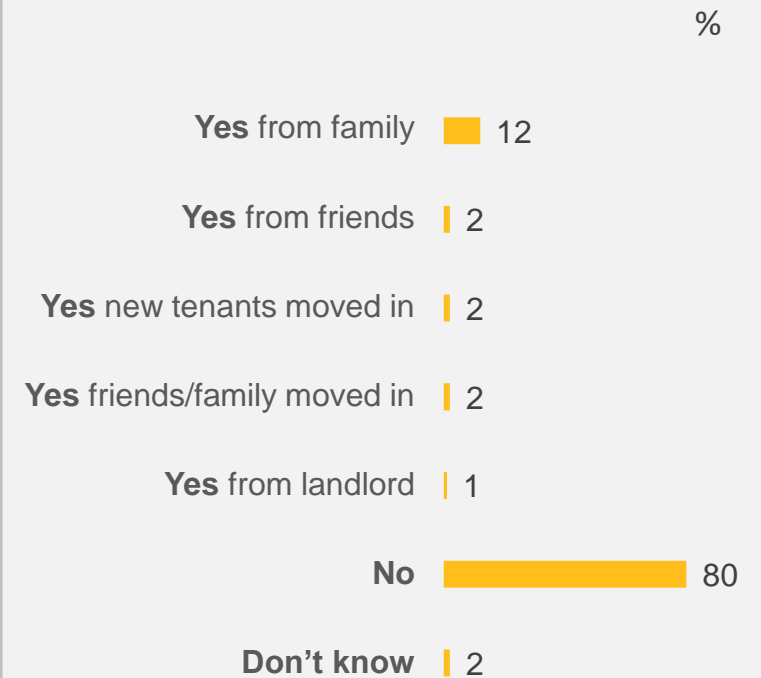 %
Yes from family 12
Yes from friends 2
Yes new tenants moved in 2
Yes friends/family moved in 2
Yes from landlord 1
No 80
Don’t know 2